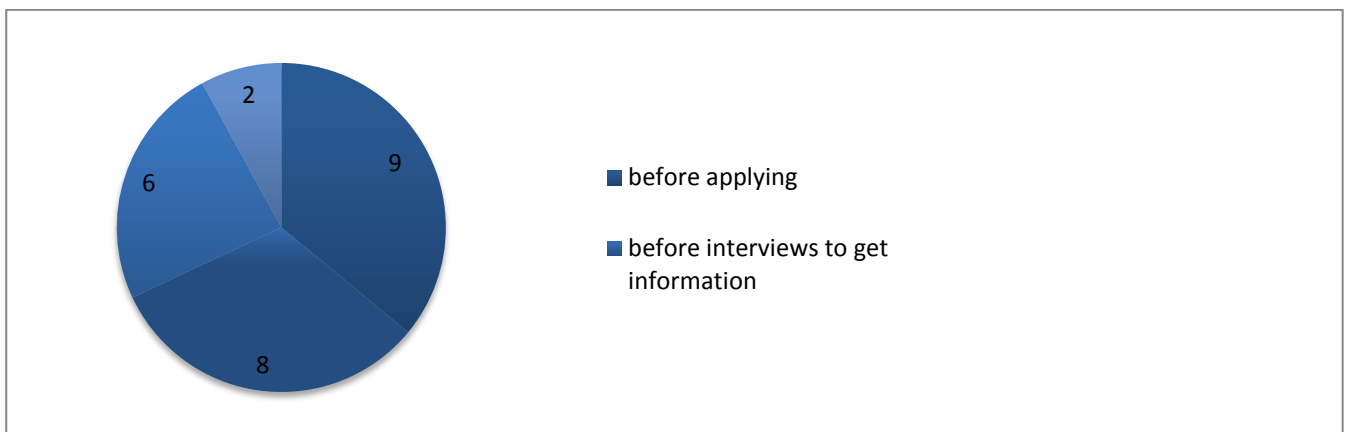 2
9
6
8
before applying
before interviews to get
information